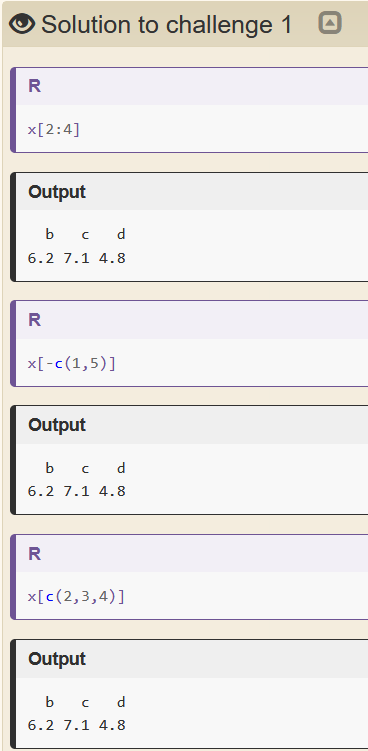 Solution to challenge 1
R
x[2:4]
Output
  b   c   d
6.2 7.1 4.8
R
x[-c(1,5)]
Output
  b   c   d
6.2 7.1 4.8
R
x[c(2,3,4)]
Output
  b   c   d
6.2 7.1 4.8